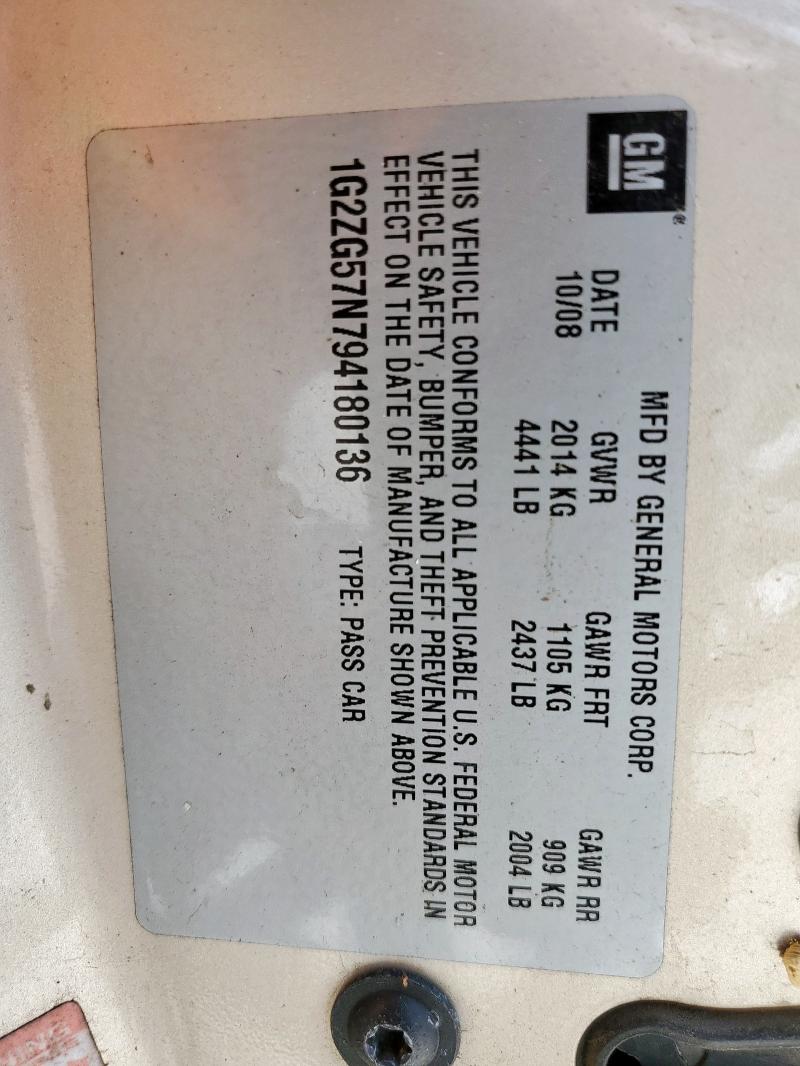 GM®
MFD BY GENERAL MOTORS CORP.
DATE GVWR GAWR FRT GAWR RR
10/08 2014 KG 1105 KG 909 KG
4441 LB 2437 LB 2004 LB
THIS VEHICLE CONFORMS TO ALL APPLICABLE U.S. FEDERAL MOTOR
VEHICLE SAFETY, BUMPER, AND THEFT PREVENTION STANDARDS IN
EFFECT ON THE DATE OF MANUFACTURE SHOWN ABOVE.
1G2ZG57N794180136 TYPE: PASS CAR